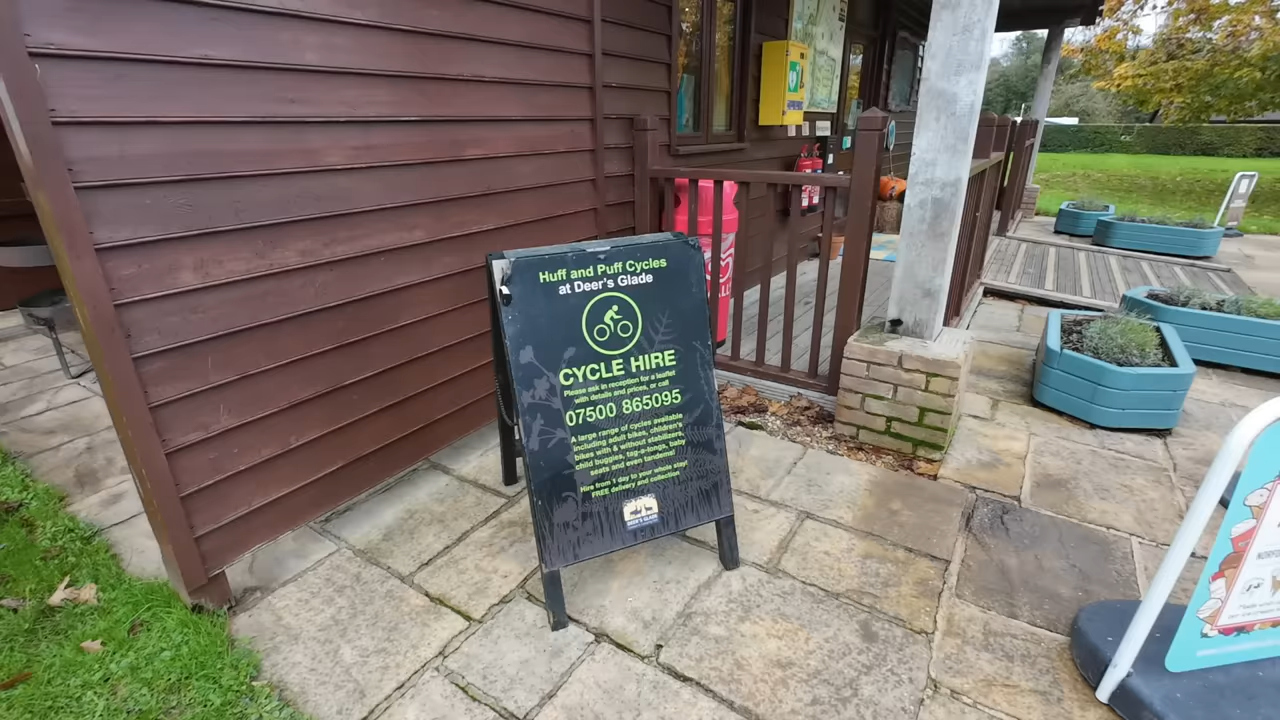 Huff and Puff Cycles
at Deer's Glade
CYCLE HIRE
Please ask in reception for a leaflet
with details and prices, or call
07500 865095
A large range of cycles available
including adult bikes, children's
bikes with & without stabilizers,
child buggies, tag-a-longs, baby
seats and even tandems!
Hire from 1 day to your whole stay!
FREE delivery and collection
DEER'S GLADE